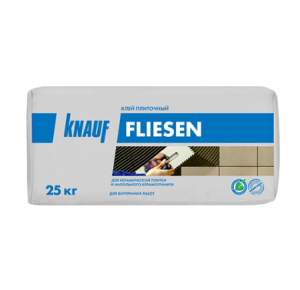 КЛЕЙ ПЛИТОЧНЫЙ
KNAUF FLIESEN
ДЛЯ КЕРАМИЧЕСКОЙ ПЛИТКИ
И НАПОЛЬНОГО КЕРАМОГРАНИТА
25 КГ
ДЛЯ ВНУТРЕННИХ РАБОТ